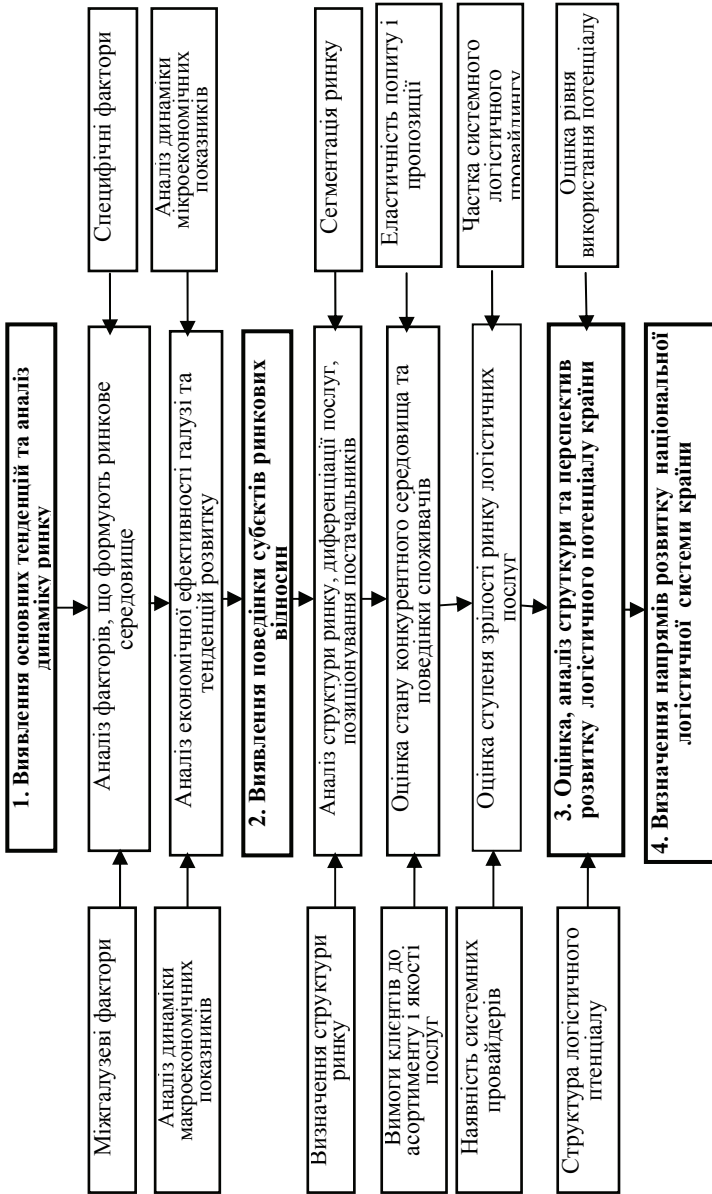 1. Виявлення основних тенденцій та аналіз
динаміку ринку
Міжгалузеві фактори
Аналіз факторів, що формують ринкове
середовище
Специфічні фактори
Аналіз динаміки
макроекономічних
показників
Аналіз економічної ефективності галузі та
тенденцій розвитку
Аналіз динаміки
мікроекономічних
показників
2. Виявлення поведінки субєктів ринкових
відносин
Визначення структури
ринку
Аналіз структури ринку, диференціації послуг,
позиціонування постачальників
Сегментація ринку
Вимоги клієнтів до
асортименту і якості
послуг
Оцінка стану конкурентного середовища та
поведінки споживачів
Еластичність попиту і
пропозиції
Наявність системних
провайдерів
Оцінка ступеня зрілості ринку логістичних
послуг
Частка системного
логістичного
провайдингу
Структура логістичного
птенціалу
3. Оцінка, аналіз струткури та перспектив
розвитку логістичного потенціалу країни
Оцінка рівня
використання потенціалу
4. Визначення напрямів розвитку національної
логістичної системи країни